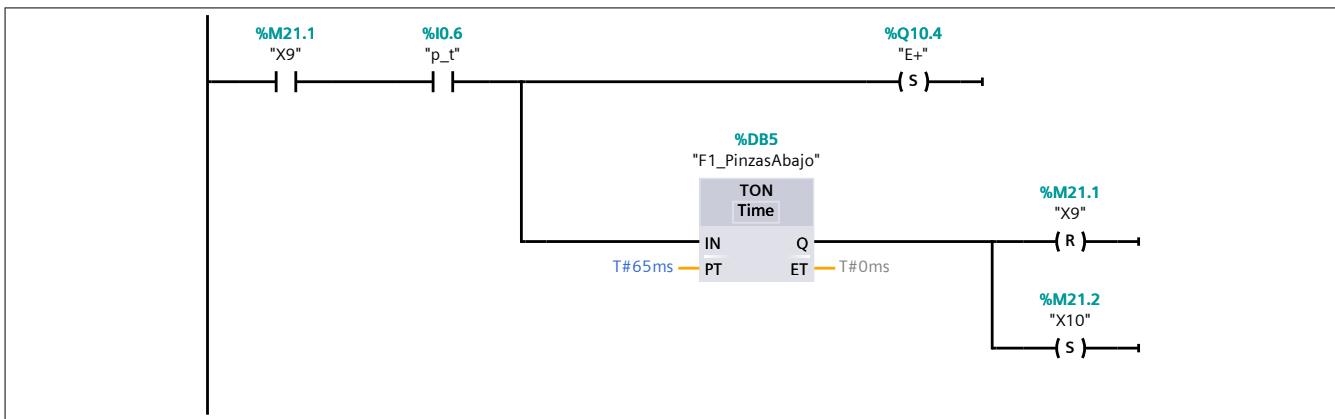 %M21.1
"X9"
%I0.6
"p_t"
%Q10.4
"E+"
S
%DB5
"F1_PinzasAbajo"
TON
Time
IN
Q
T#65ms
PT
ET
T#0ms
%M21.1
"X9"
R
%M21.2
"X10"
S